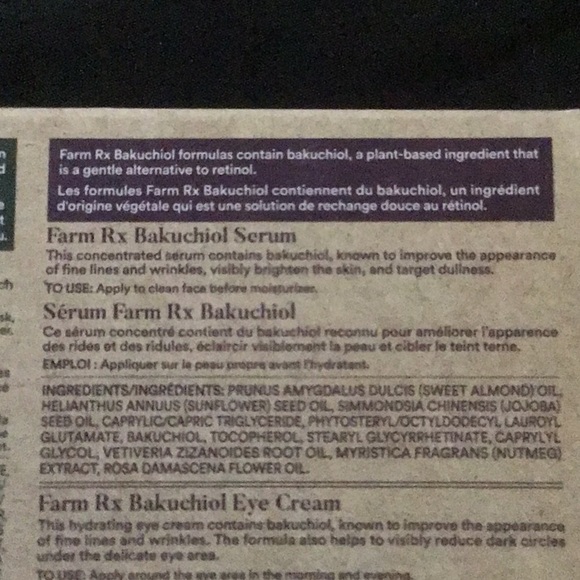 Farm Rx Bakuchiol formulas contain bakuchiol, a plant-based ingredient that
is a gentle alternative to retinol.
Les formules Farm Rx Bakuchiol contiennent du bakuchiol, un ingrédient
d'origine végétale qui est une solution de rechange douce au rétinol.
Farm Rx Bakuchiol Serum
This concentrated serum contains bakuchiol, known to improve the appearance
of fine lines and wrinkles, visibly brighten the skin, and target dullness.
TO USE: Apply to clean face before moisturizer.
Sérum Farm Rx Bakuchiol
Ce sérum concentré contient du bakuchiol reconnu pour améliorer l'apparence
des rides et des ridules, éclaircir visiblement la peau et cibler le teint terne.
EMPLOI : Appliquer sur la peau propre avant l'hydratant.
INGREDIENTS/INGRÉDIENTS: PRUNUS AMYGDALUS DULCIS (SWEET ALMOND) OIL,
HELIANTHUS ANNUUS (SUNFLOWER) SEED OIL, SIMMONDSIA CHINENSIS (JOJOBA)
SEED OIL, CAPRYLIC/CAPRIC TRIGLYCERIDE, PHYTOSTERYL/OCTYLDODECYL LAUROYL
GLUTAMATE, BAKUCHIOL, TOCOPHEROL, STEARYL GLYCYRRHETINATE, CAPRYLYL
GLYCOL, VETIVERIA ZIZANOIDES ROOT OIL, MYRISTICA FRAGRANS (NUTMEG)
EXTRACT, ROSA DAMASCENA FLOWER OIL.
Farm Rx Bakuchiol Eye Cream
This hydrating eye cream contains bakuchiol, known to improve the appearance
of fine lines and wrinkles. The formula also helps to visibly reduce dark circles
under the delicate eye area.
TO USE: Apply around the eye area in the morning and evening.